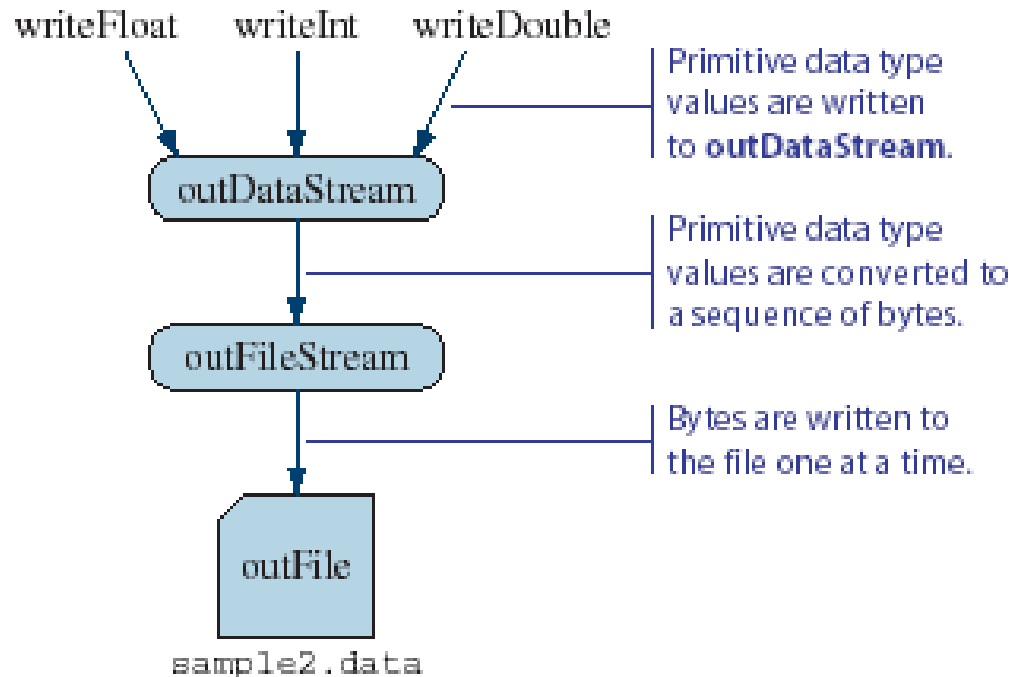 writeFloat writeInt writeDouble
Primitive data type
values are written
to outDataStream.
outDataStream
Primitive data type
values are converted to
a sequence of bytes.
outFileStream
Bytes are written to
the file one at a time.
outFile
sample2.data